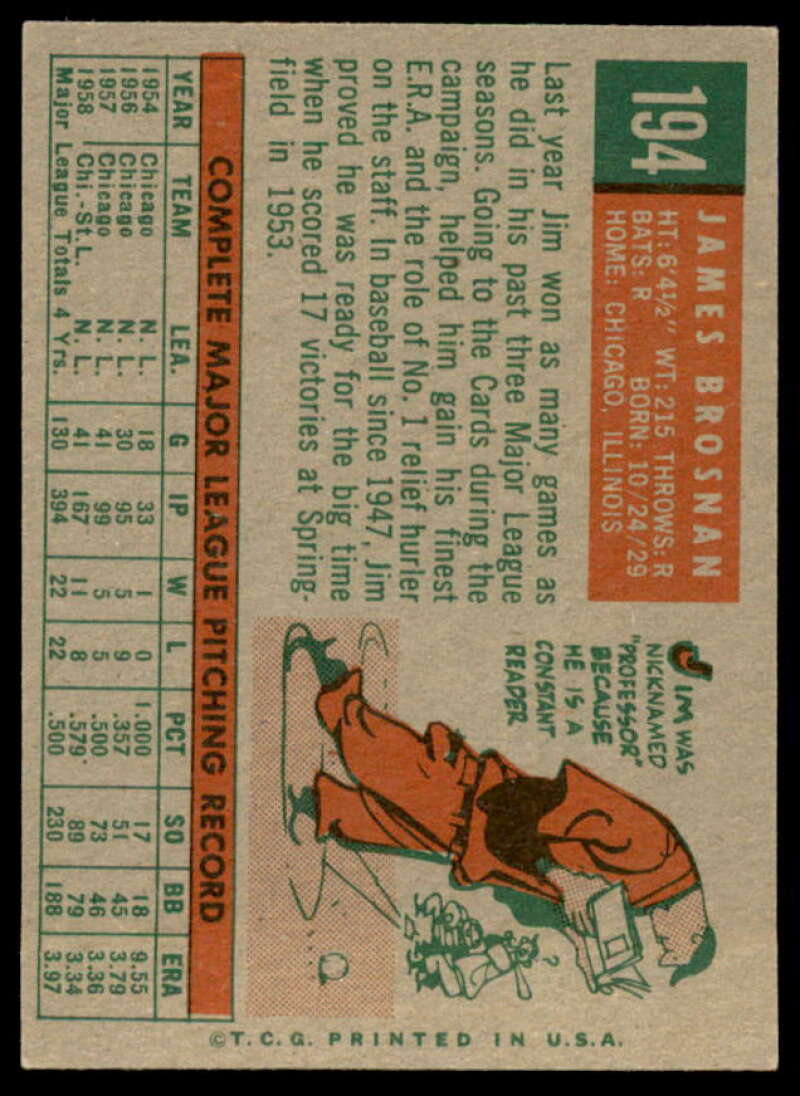 194
JAMES BROSNAN
HT: 6'4½" WT: 215 THROWS: R
BATS: R BORN: 10/24/29
HOME: CHICAGO, ILLINOIS
Last year Jim won as many games as
he did in his past three Major League
seasons. Going to the Cards during the
campaign, helped him gain his finest
E.R.A. and the role of No. 1 relief hurler
on the staff. In baseball since 1947, Jim
proved he was ready for the big time
when he scored 17 victories at Spring-
field in 1953.
JIM WAS
NICKNAMED
"PROFESSOR"
BECAUSE
HE IS A
CONSTANT
READER
?
COMPLETE MAJOR LEAGUE PITCHING RECORD
YEAR TEAM LEA. G IP W L PCT SO BB ERA
1954 Chicago N. L. 18 33 1 0 1.000 17 18 9.55
1956 Chicago N. L. 30 95 5 9 .357 51 45 3.79
1957 Chicago N. L. 41 99 5 5 .500 73 46 3.36
1958 Chi.-St.L. N. L. 41 167 11 8 .579 89 79 3.34
Major League Totals 4 Yrs. 130 394 22 22 .500 230 188 3.97
©T.C.G. PRINTED IN U.S.A.